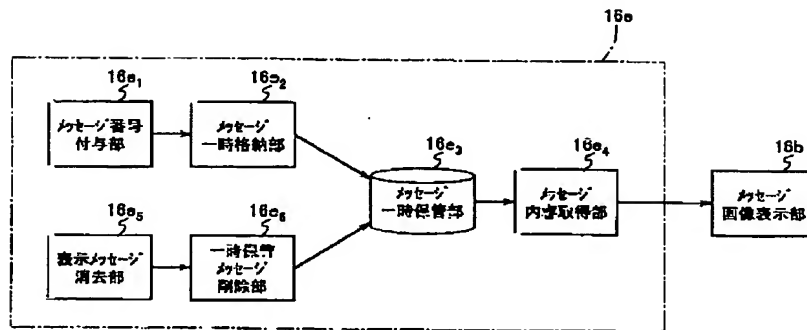 16e
16e1
メッセージ番号
付与部
16e2
メッセージ
一時格納部
16e3
メッセージ
一時保管部
16e4
メッセージ
内容取得部
16b
メッセージ
画像表示部
16e5
表示メッセージ
消去部
16e6
一時保管
メッセージ
削除部